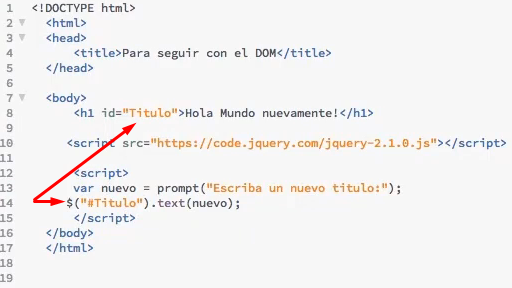 1 <!DOCTYPE html>
2 <html>
3 <head>
4 <title>Para seguir con el DOM</title>
5 </head>
6
7 <body>
8 <h1 id="Titulo">Hola Mundo nuevamente!</h1>
9
10 <script src="https://code.jquery.com/jquery-2.1.0.js"></script>
11
12 <script>
13 var nuevo = prompt("Escriba un nuevo titulo:");
14 $("#Titulo").text(nuevo);
15 </script>
16 </body>
17 </html>
18
19